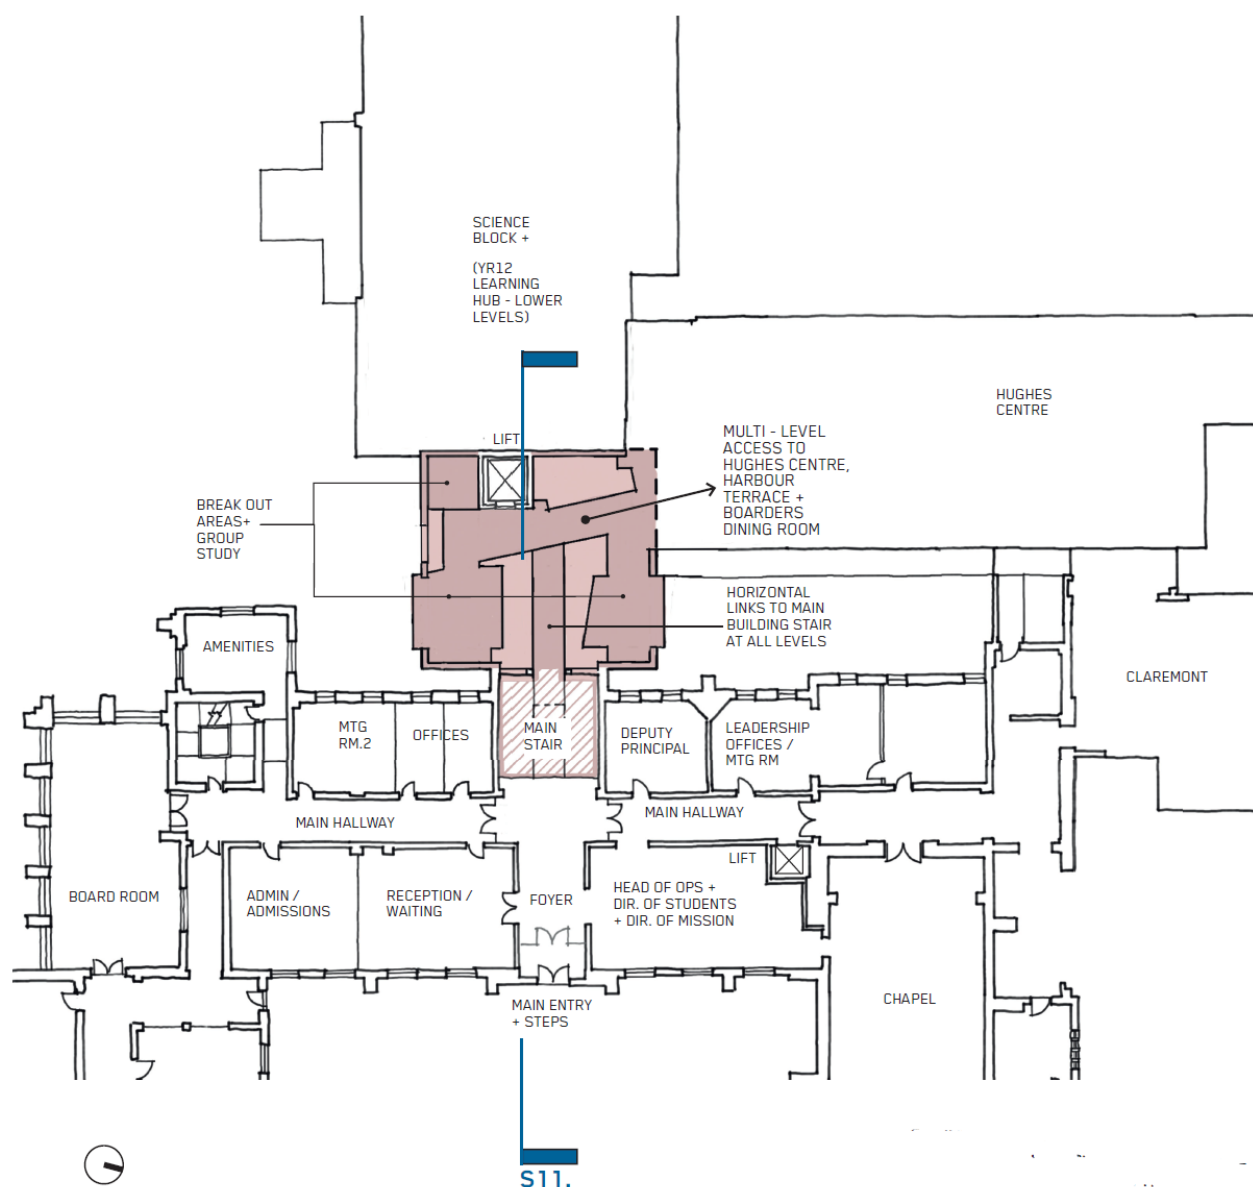 SCIENCE
BLOCK +
(YR12
LEARNING
HUB - LOWER
LEVELS)
HUGHES
CENTRE
LIFT
MULTI - LEVEL
ACCESS TO
HUGHES CENTRE,
HARBOUR
TERRACE +
BOARDERS
DINING ROOM
BREAK OUT
AREAS+
GROUP
STUDY
HORIZONTAL
LINKS TO MAIN
BUILDING STAIR
AT ALL LEVELS
AMENITIES
CLAREMONT
MTG
RM.2
OFFICES
MAIN
STAIR
DEPUTY
PRINCIPAL
LEADERSHIP
OFFICES /
MTG RM
MAIN HALLWAY
MAIN HALLWAY
LIFT
BOARD ROOM
ADMIN /
ADMISSIONS
RECEPTION /
WAITING
FOYER
HEAD OF OPS +
DIR. OF STUDENTS
+ DIR. OF MISSION
CHAPEL
MAIN ENTRY
+ STEPS
S11.